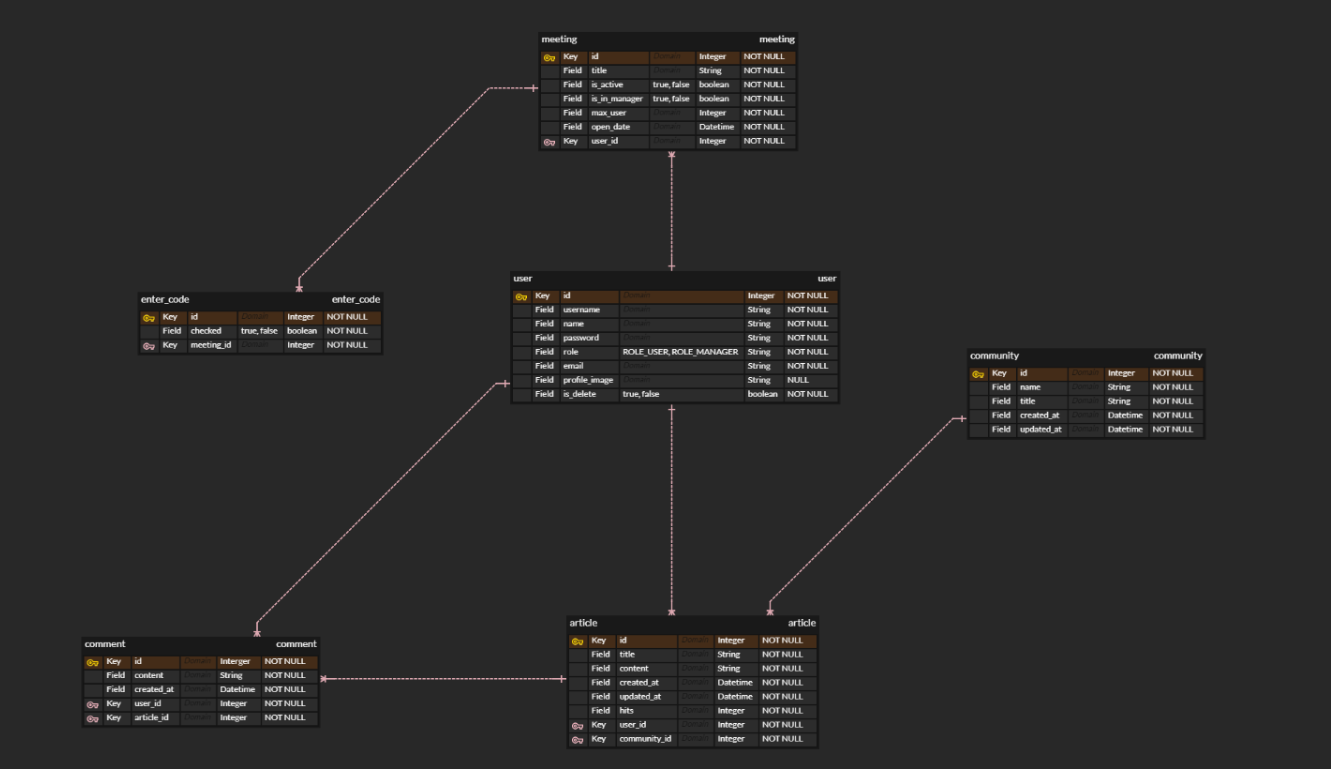 meeting meeting
Key id Domain Integer NOT NULL
Field title Domain String NOT NULL
Field is_active true, false boolean NOT NULL
Field is_in_manager true, false boolean NOT NULL
Field max_user Domain Integer NOT NULL
Field open_date Domain Datetime NOT NULL
Key user_id Domain Integer NOT NULL
user user
Key id Domain Integer NOT NULL
Field username Domain String NOT NULL
Field name Domain String NOT NULL
Field password Domain String NOT NULL
Field role ROLE_USER, ROLE_MANAGER String NOT NULL
Field email Domain String NOT NULL
Field profile_image Domain String NULL
Field is_delete true, false boolean NOT NULL
enter_code enter_code
Key id Domain Integer NOT NULL
Field checked true, false boolean NOT NULL
Key meeting_id Domain Integer NOT NULL
community community
Key id Domain Integer NOT NULL
Field name Domain String NOT NULL
Field title Domain String NOT NULL
Field created_at Domain Datetime NOT NULL
Field updated_at Domain Datetime NOT NULL
comment comment
Key id Domain Interger NOT NULL
Field content Domain String NOT NULL
Field created_at Domain Datetime NOT NULL
Key user_id Domain Integer NOT NULL
Key article_id Domain Integer NOT NULL
article article
Key id Domain Integer NOT NULL
Field title Domain String NOT NULL
Field content Domain String NOT NULL
Field created_at Domain Datetime NOT NULL
Field updated_at Domain Datetime NOT NULL
Field hits Domain Integer NOT NULL
Key user_id Domain Integer NOT NULL
Key community_id Domain Integer NOT NULL